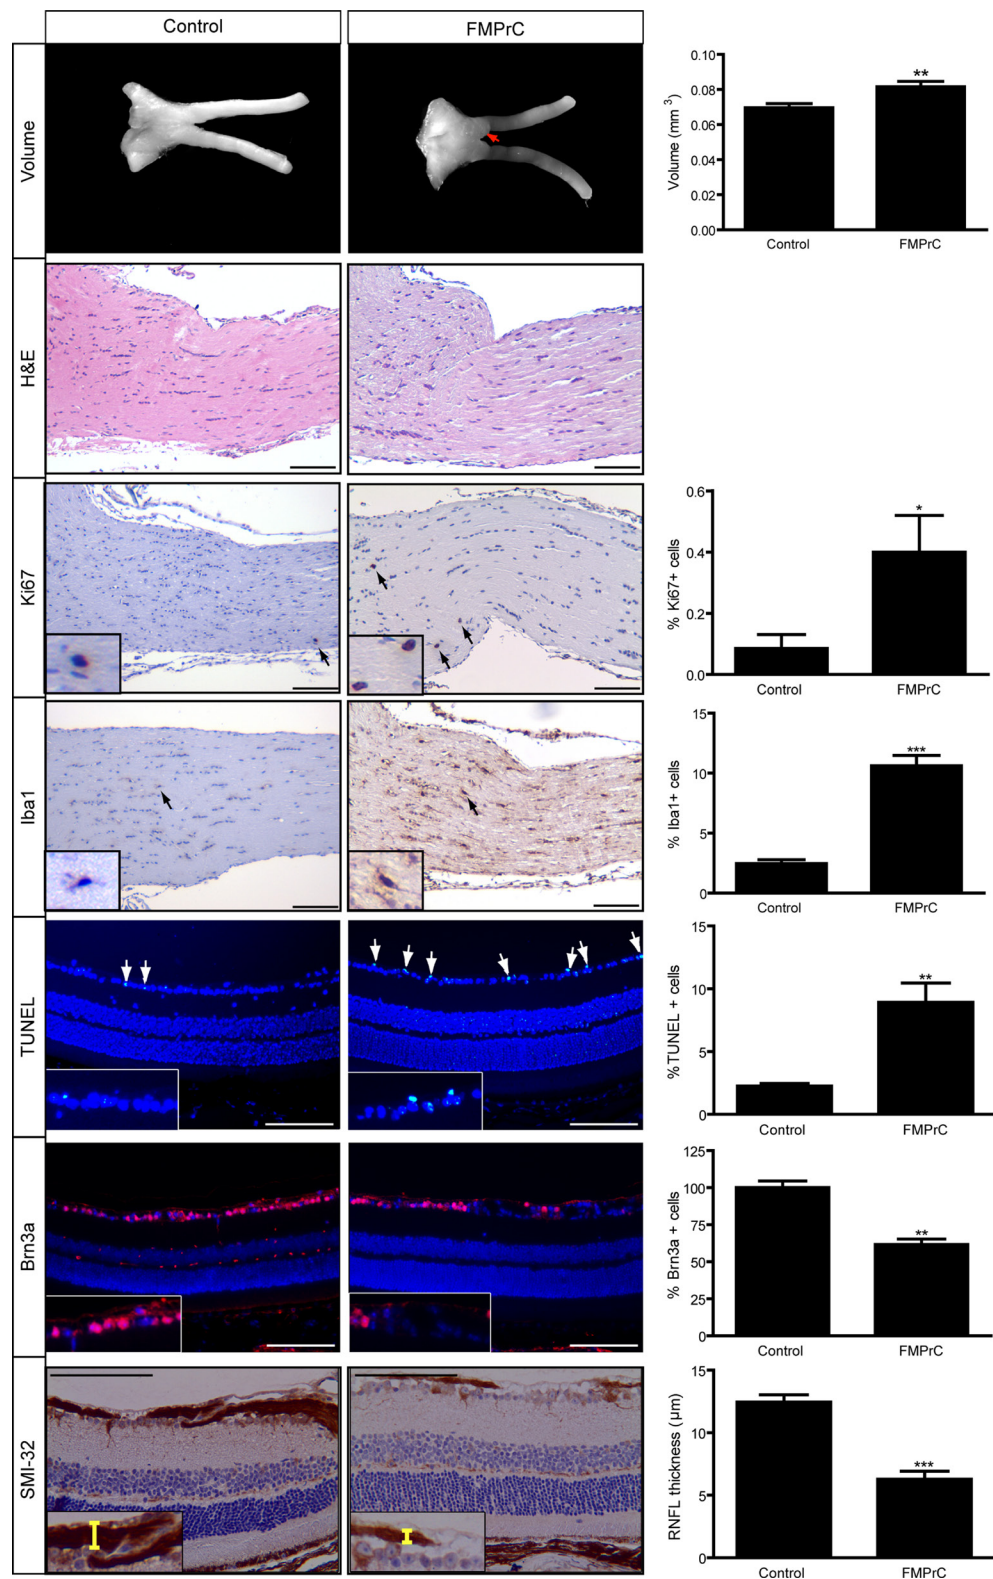 Control
FMPrC
Volume
0.10
0.08
0.06
0.04
0.02
0.00
Volume (mm 3)
**
Control
FMPrC
H&E
Ki67
0.6
0.4
0.2
0.0
% Ki67+ cells
*
Control
FMPrC
Iba1
15
10
5
0
% Iba1+ cells
***
Control
FMPrC
TUNEL
15
10
5
0
%TUNEL + cells
**
Control
FMPrC
Brn3a
125
100
75
50
25
0
% Brn3a + cells
**
Control
FMPrC
SMI-32
15
10
5
0
RNFL thickness (µm)
***
Control
FMPrC